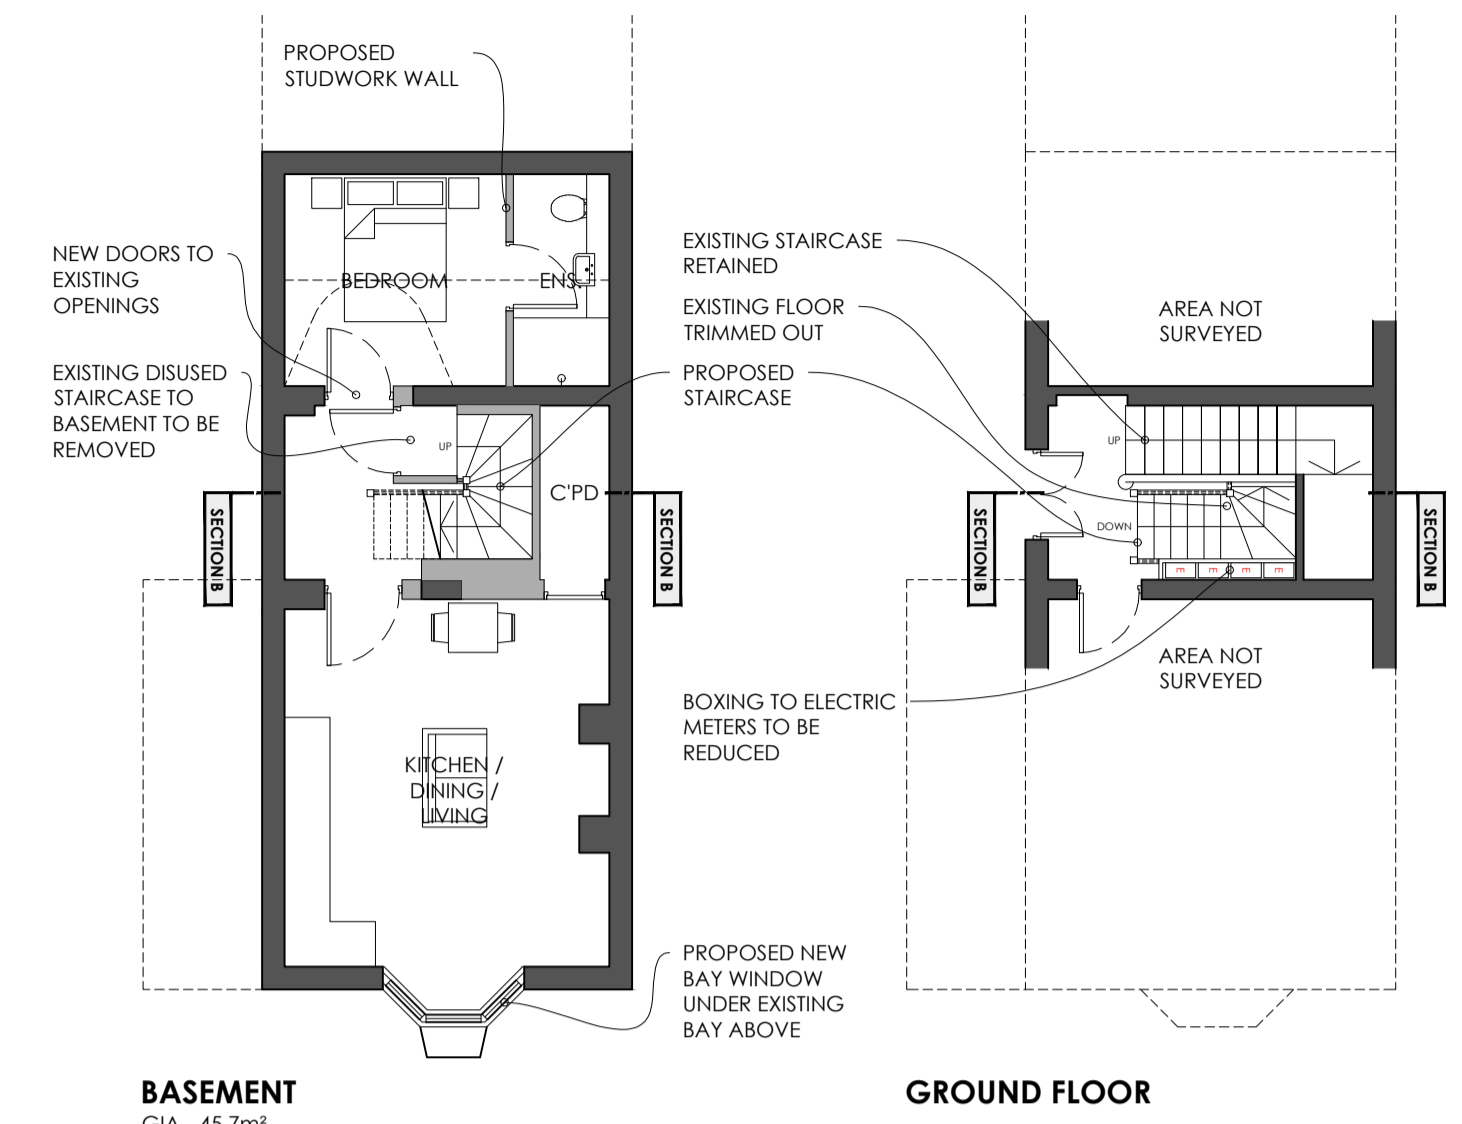 PROPOSED
STUDWORK WALL
NEW DOORS TO
EXISTING
OPENINGS
EXISTING DISUSED
STAIRCASE TO
BASEMENT TO BE
REMOVED
BEDROOM
ENS.
UP
C'PD
SECTION B
SECTION B
KITCHEN /
DINING /
LIVING
EXISTING STAIRCASE
RETAINED
EXISTING FLOOR
TRIMMED OUT
PROPOSED
STAIRCASE
BOXING TO ELECTRIC
METERS TO BE
REDUCED
PROPOSED NEW
BAY WINDOW
UNDER EXISTING
BAY ABOVE
AREA NOT
SURVEYED
UP
DOWN
E
E
E
E
SECTION B
SECTION B
AREA NOT
SURVEYED
BASEMENT
GIA - 45.7m²
GROUND FLOOR